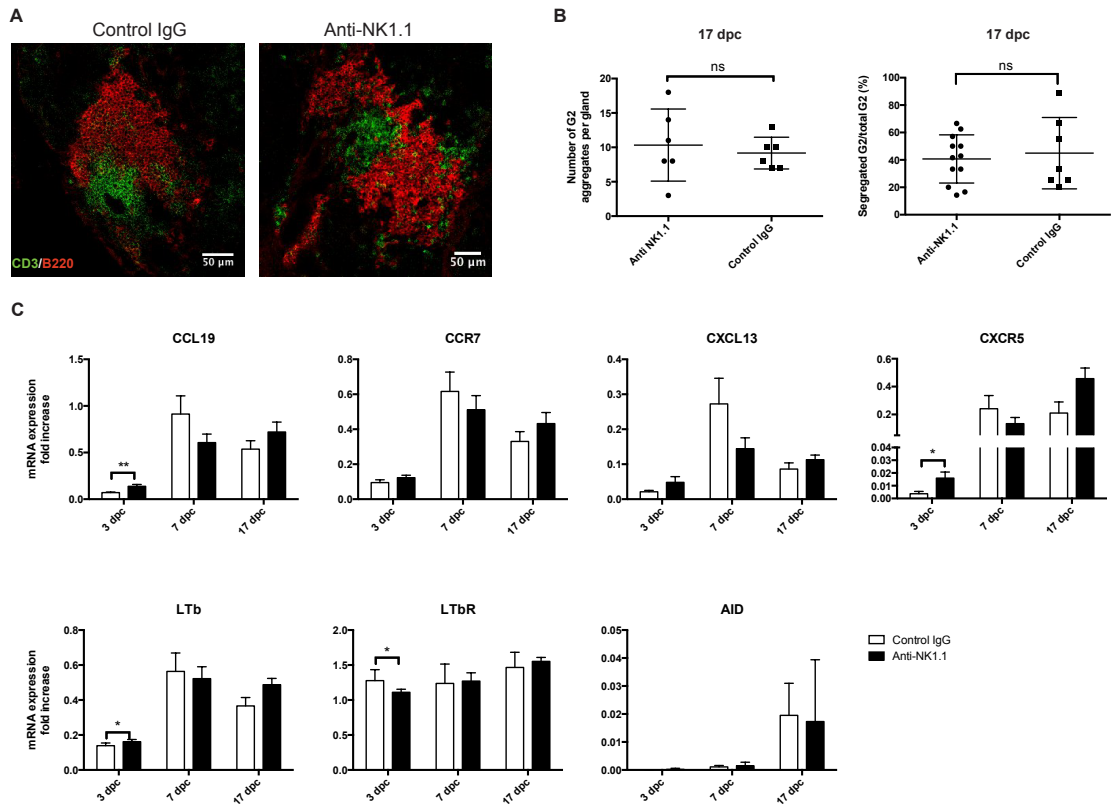 A
Control IgG
Anti-NK1.1
CD3/B220
50 µm
50 µm
B
17 dpc
ns
Number of G2
aggregates per gland
20
15
10
5
0
Anti NK1.1
Control IgG
17 dpc
ns
Segregated G2/total G2 (%)
100
80
60
40
20
0
Anti-NK1.1
Control IgG
C
CCL19
mRNA expression
fold increase
1.5
1.0
0.5
0.0
**
3 dpc
7 dpc
17 dpc
CCR7
0.8
0.6
0.4
0.2
0.0
3 dpc
7 dpc
17 dpc
CXCL13
0.4
0.3
0.2
0.1
0.0
3 dpc
7 dpc
17 dpc
CXCR5
0.6
0.4
0.2
0.04
0.03
0.02
0.01
0.00
*
3 dpc
7 dpc
17 dpc
LTb
mRNA expression
fold increase
0.8
0.6
0.4
0.2
0.0
*
3 dpc
7 dpc
17 dpc
LTbR
2.0
1.5
1.0
0.5
0.0
*
3 dpc
7 dpc
17 dpc
AID
0.05
0.04
0.03
0.02
0.01
0.00
3 dpc
7 dpc
17 dpc
Control IgG
Anti-NK1.1